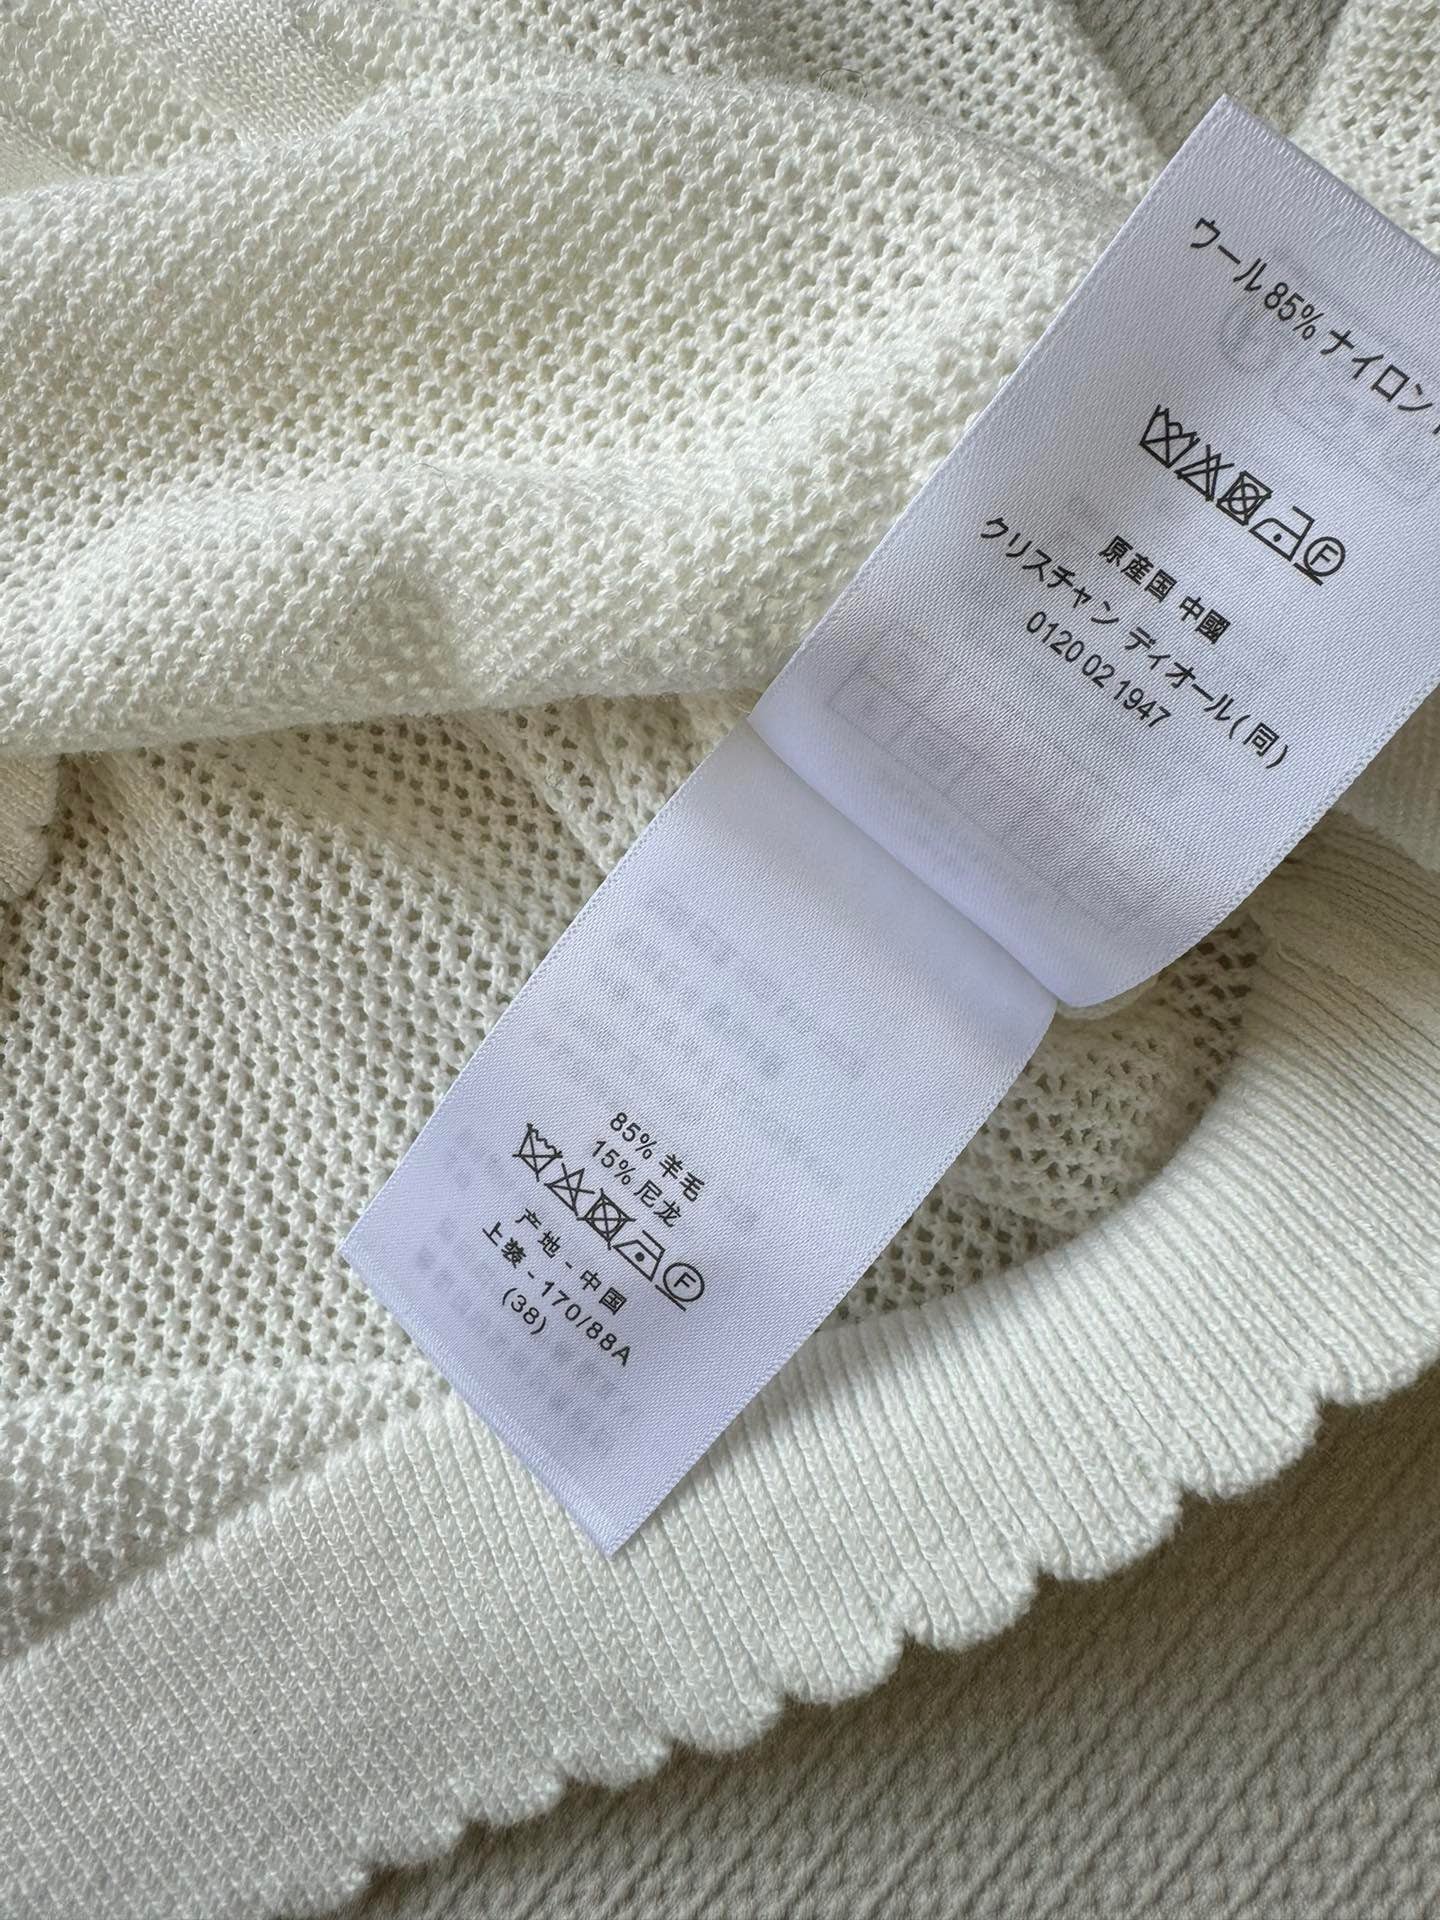 ウール 85% ナイロン
F
原産国 中國
クリスチャン ディオール( 同 )
0120 02 1947
85% 羊毛
15% 尼龙
F
产地 - 中国
上装 - 170/88A
(38)